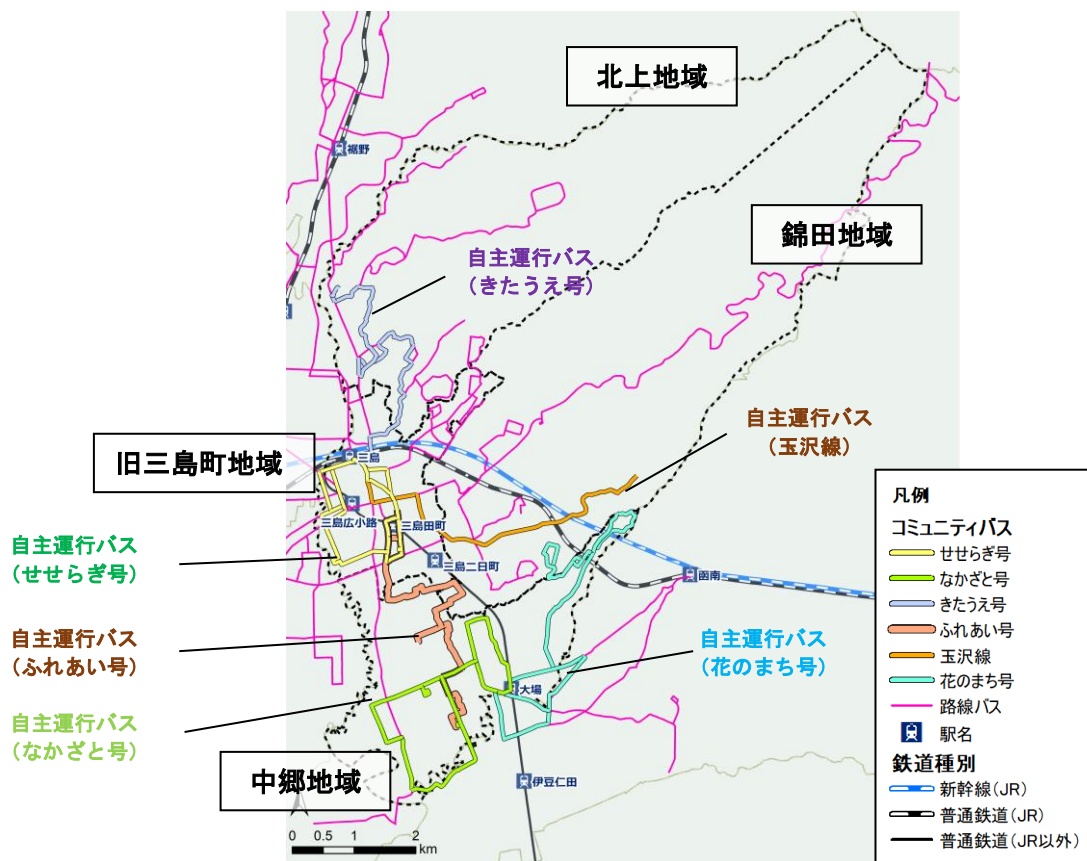 北上地域
裾野
錦田地域
自主運行バス
（きたうえ号）
自主運行バス
（玉沢線）
旧三島町地域
三島
三島広小路
三島田町
三島二日町
函南
自主運行バス
（せせらぎ号）
自主運行バス
（ふれあい号）
自主運行バス
（花のまち号）
大場
自主運行バス
（なかざと号）
中郷地域
伊豆仁田
0 0.5 1 2
km
凡例
コミュニティバス
せせらぎ号
なかざと号
きたうえ号
ふれあい号
玉沢線
花のまち号
路線バス
駅名
鉄道種別
新幹線(JR)
普通鉄道(JR)
普通鉄道(JR以外)